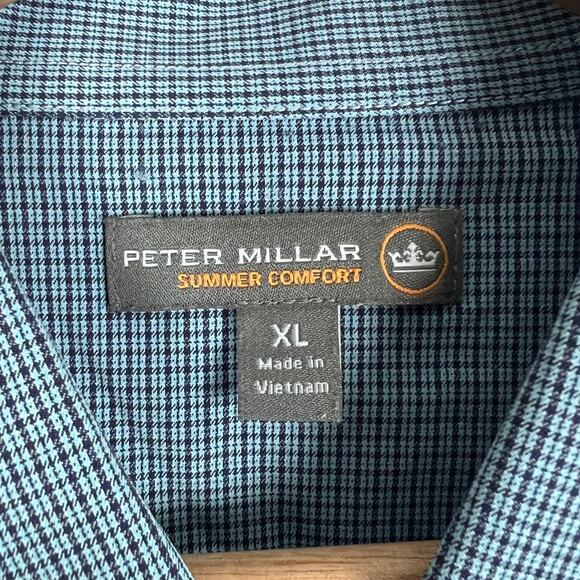 PETER MILLAR
SUMMER COMFORT
XL
Made in
Vietnam